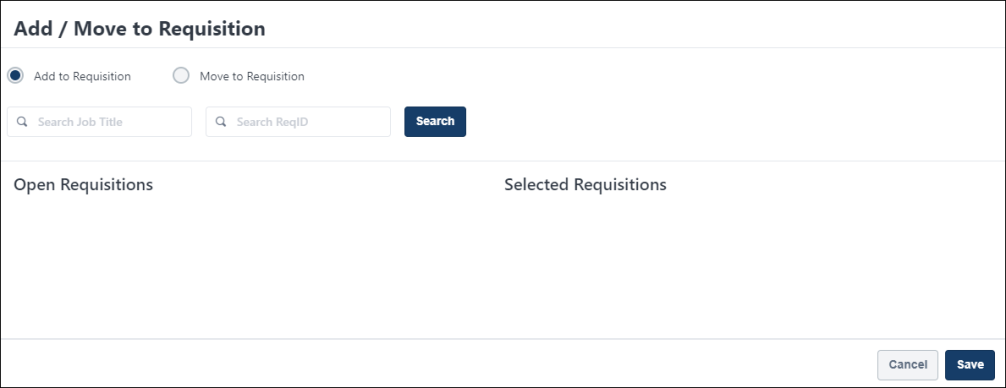 Add / Move to Requisition
Add to Requisition Move to Requisition
Search Job Title Search ReqID Search
Open Requisitions Selected Requisitions
Cancel Save